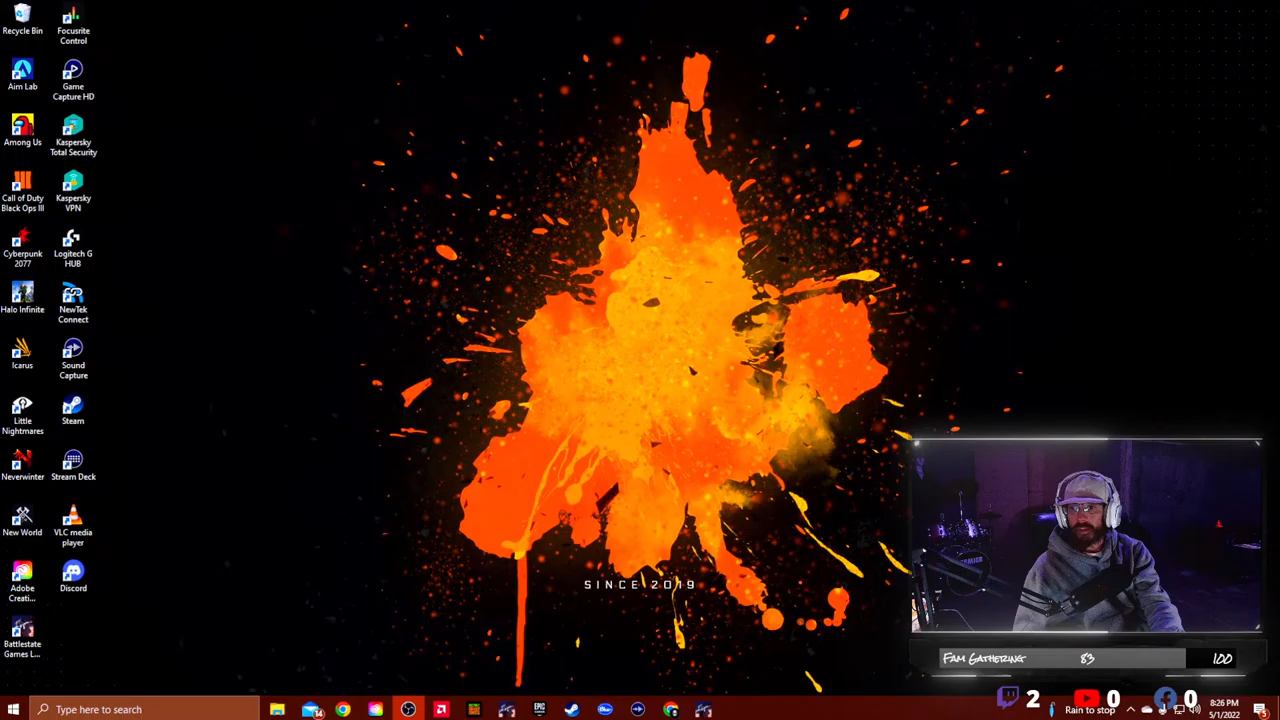 Recycle Bin
Focusrite
Control
Aim Lab
Game
Capture HD
Among Us
Kaspersky
Total Security
Call of Duty
Black Ops III
Kaspersky
VPN
Cyberpunk
2077
Logitech G
HUB
Halo Infinite
NewTek
Connect
Icarus
Sound
Capture
Little
Nightmares
Steam
Neverwinter
Stream Deck
New World
VLC media
player
Adobe
Creati...
Discord
Battlestate
Games L...
SINCE 2019
Fam Gathering 83 100
Type here to search
14
EPIC
2
0
0
Rain to stop
8:26 PM
5/1/2022
5